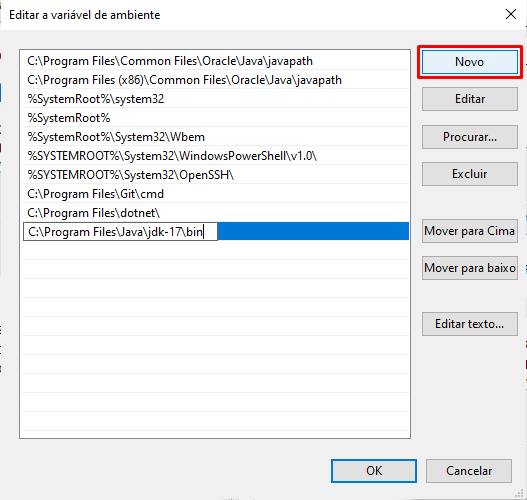 Editar a variável de ambiente
C:\Program Files\Common Files\Oracle\Java\javapath
C:\Program Files (x86)\Common Files\Oracle\Java\javapath
%SystemRoot%\system32
%SystemRoot%
%SystemRoot%\System32\Wbem
%SYSTEMROOT%\System32\WindowsPowerShell\v1.0\
%SYSTEMROOT%\System32\OpenSSH\
C:\Program Files\Git\cmd
C:\Program Files\dotnet\
C:\Program Files\Java\jdk-17\bin
Novo
Editar
Procurar...
Excluir
Mover para Cima
Mover para baixo
Editar texto...
OK
Cancelar